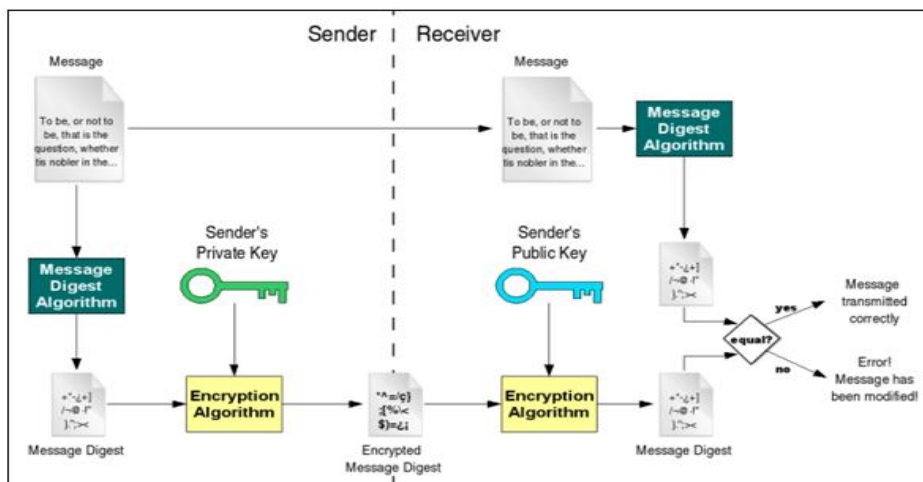 Sender
Receiver
Message
To be, or not to
be, that is the
question, whether
tis nobler in the...
Message
To be, or not to
be, that is the
question, whether
tis nobler in the...
Message
Digest
Algorithm
Sender's
Private Key
Sender's
Public Key
Message
Digest
Algorithm
+"-¿+]
/¬@ -!"
}.";><
yes
Message
transmitted
correctly
equal?
no
Error!
Message has
been modified!
+"-¿+]
/¬@ -!"
}.";><
Message Digest
Encryption
Algorithm
"^=/ç}
;[%\<
$)=¿¡
Encrypted
Message Digest
Encryption
Algorithm
+"-¿+]
/¬@ -!"
}.";><
Message Digest